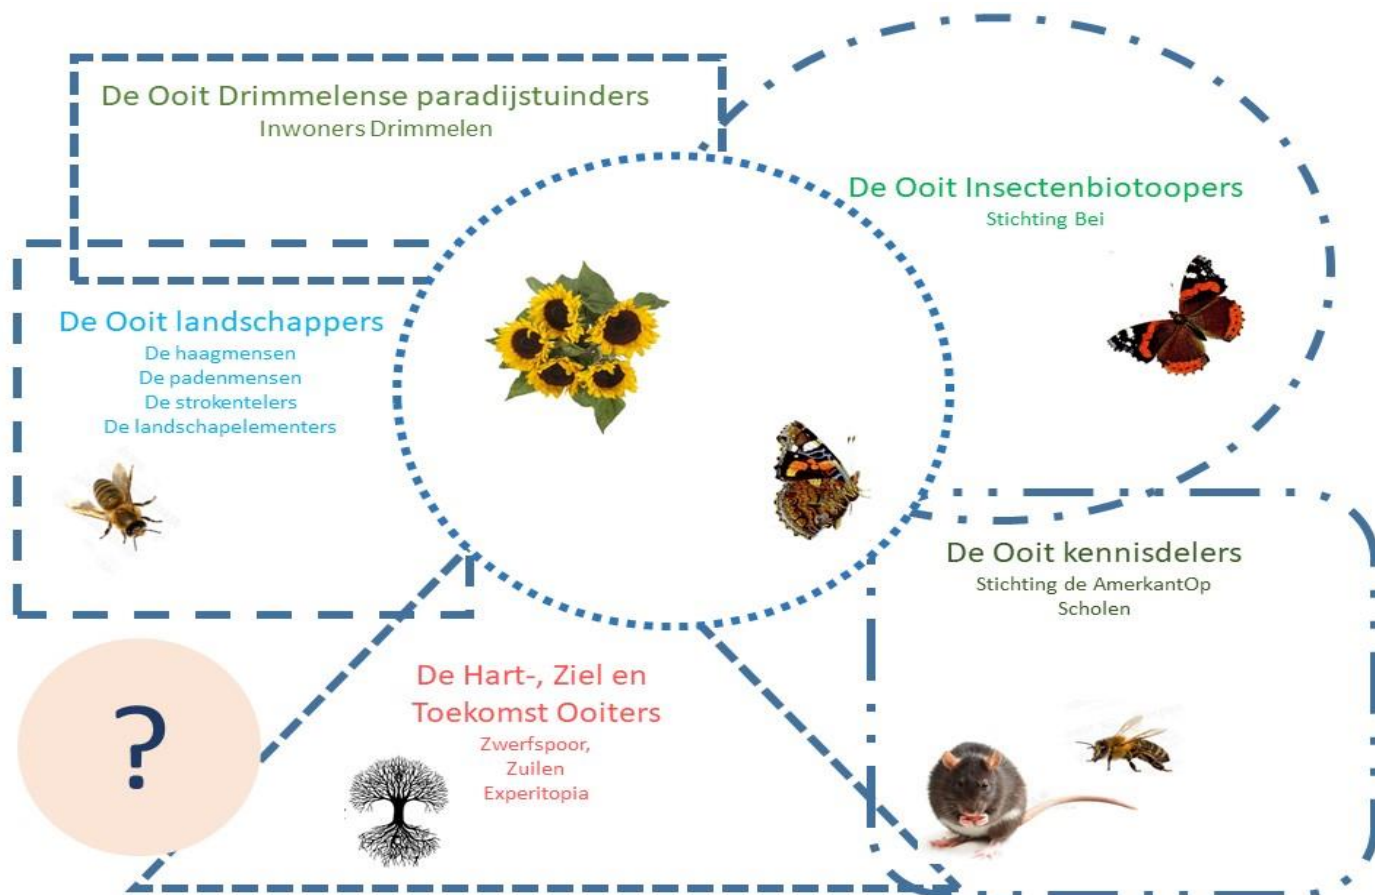 De Ooit Drimmelense paradijstuinders
Inwoners Drimmelen
De Ooit Insectenbiotoopers
Stichting Bei
De Ooit landschappers
De haagmensen
De padenmensen
De strokentelers
De landschapelementers
De Ooit kennisdelers
Stichting de AmerkantOp
Scholen
De Hart-, Ziel en
Toekomst Ooiters
Zwerfspoor,
Zuilen
Experitopia
?